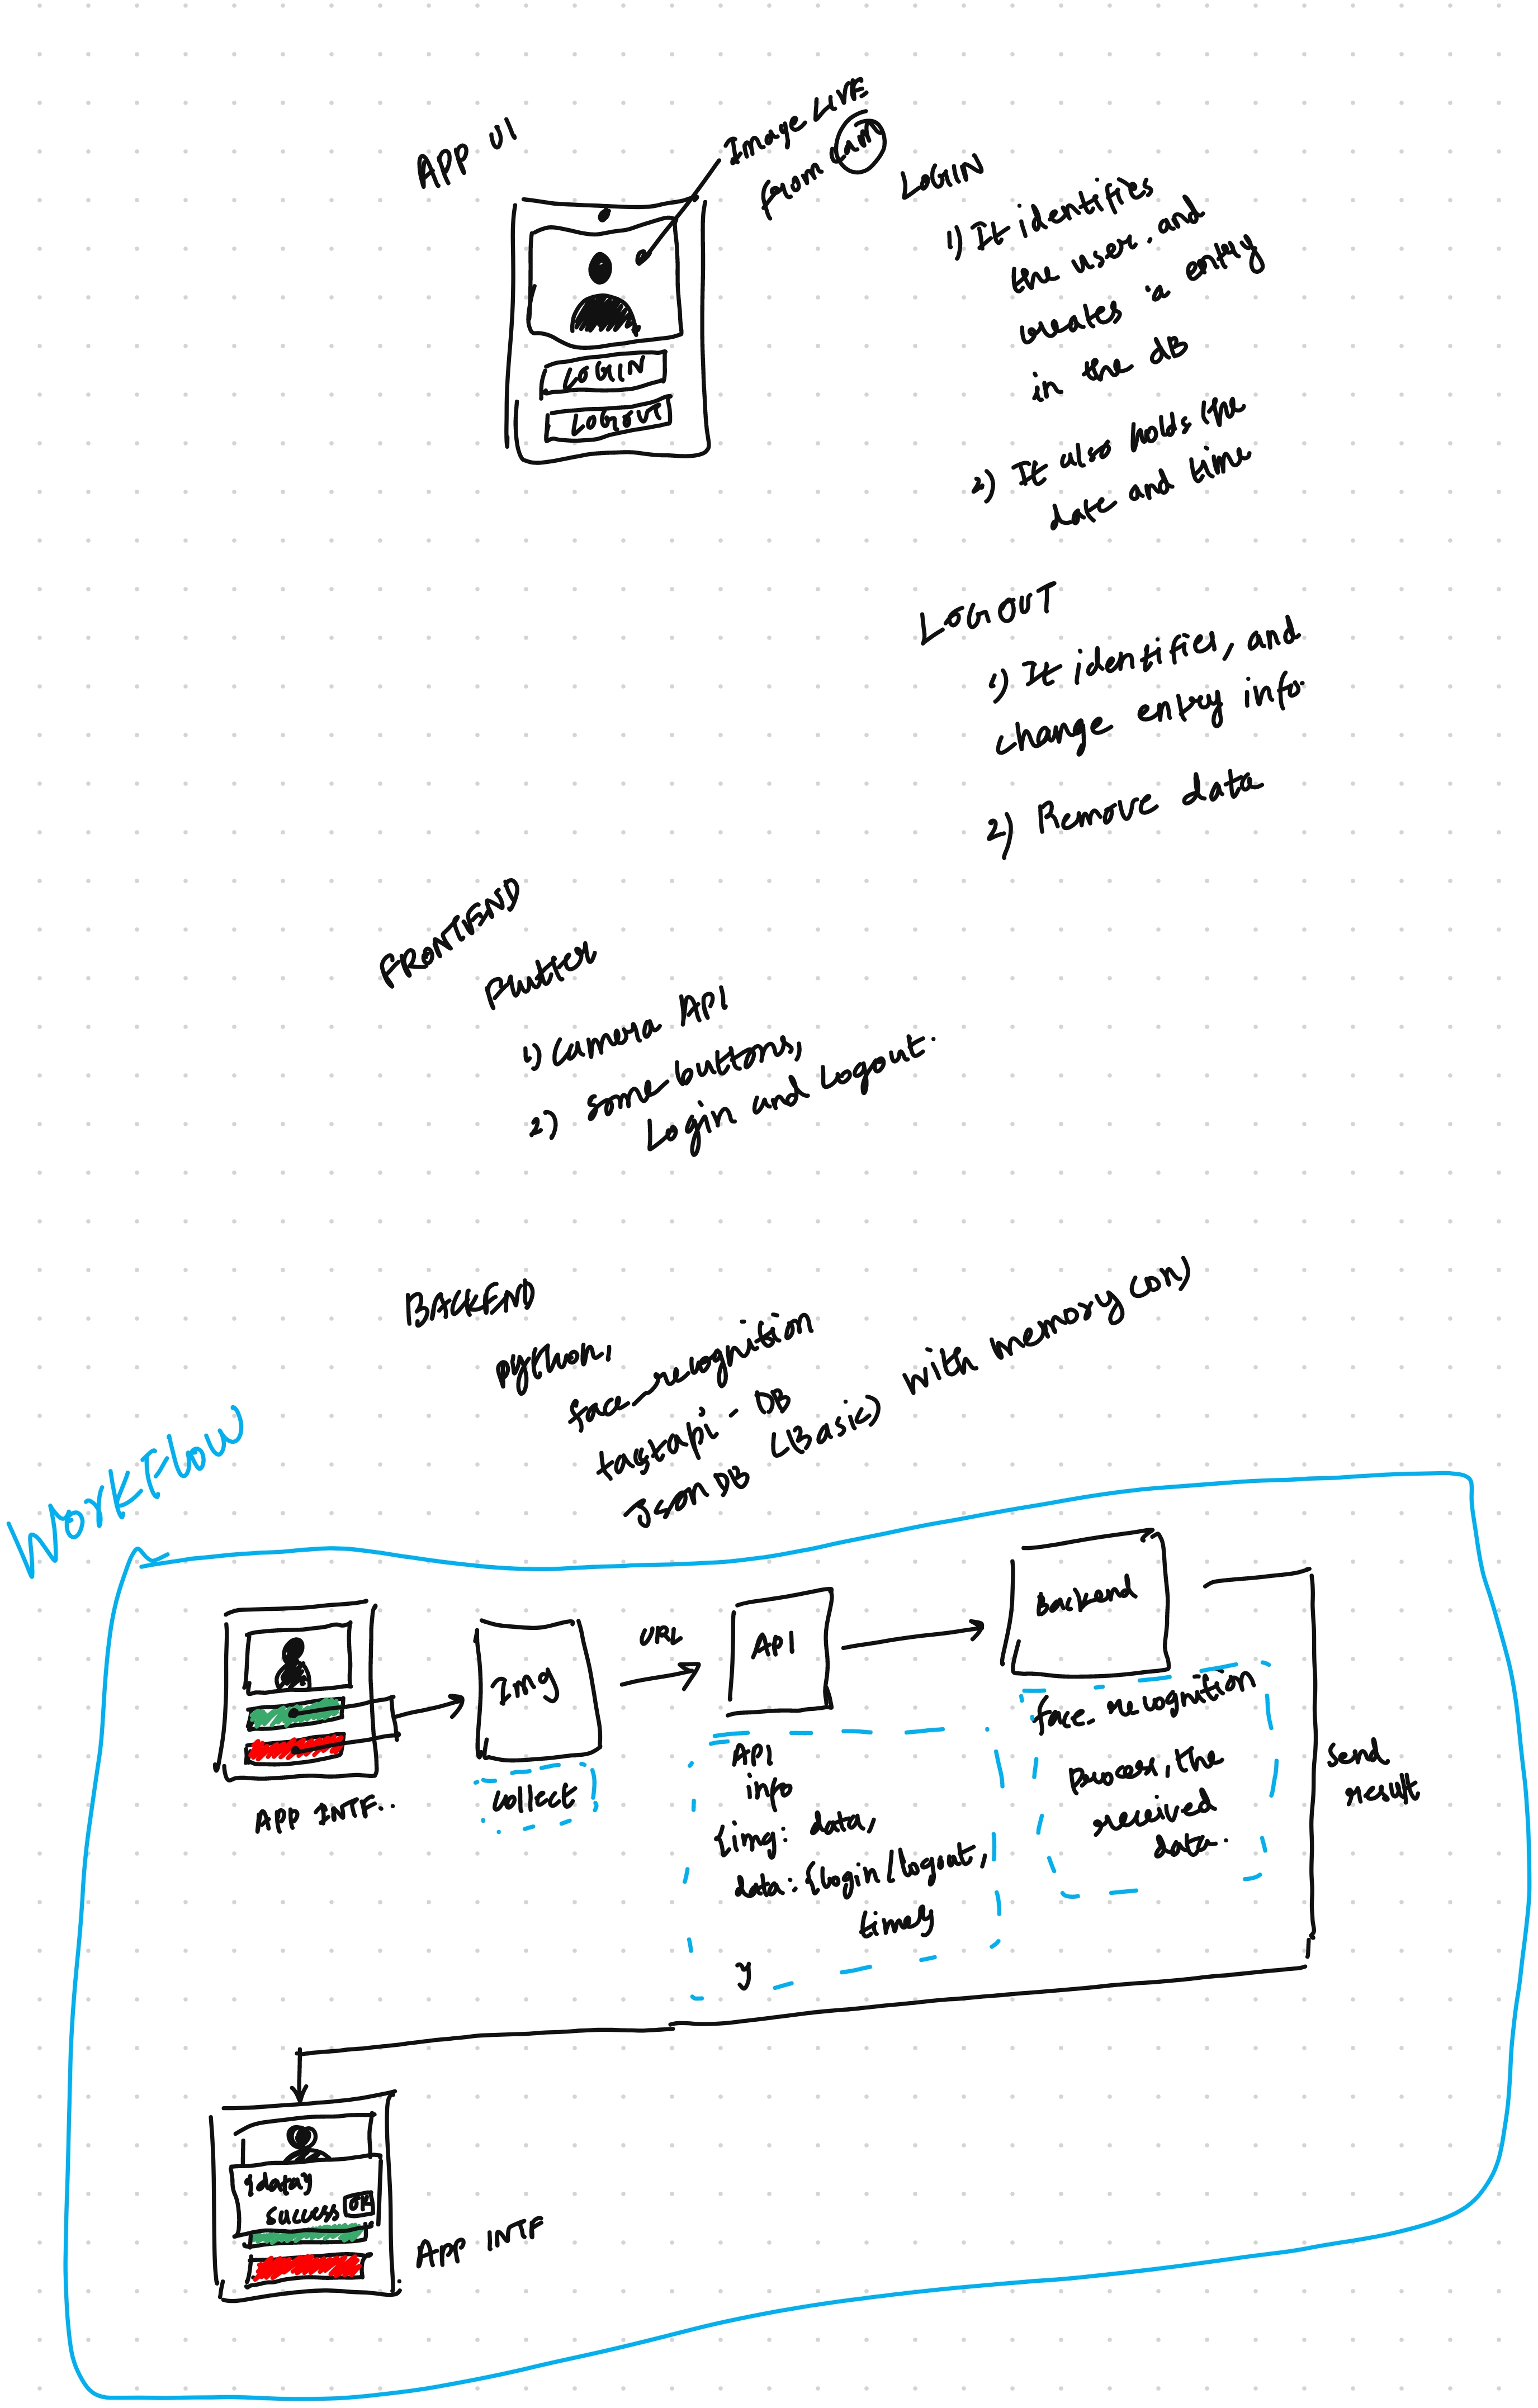 APP UI
Image LIVE
from Cam
LOGIN
LOGOUT
LOGIN
1) It identifies
the user. and
creates a entry
in the dB
2) It also holds the
date and time
LOGOUT
1) It identifies, and
change entry info.
2) Remove data
FRONTEND
Flutter
1) Camera API
2) Some buttons,
Login and Logout.
BACKEND
python,
face_recognition
fastapi - DB
Json DB (Basic) with memory con)
WorkFlow
APP INTF.
Img
collect
URL
API
API
info
{img: data,
data: {login/logout,
time}
}
Backend
face_recognition
Process, the
received
data.
Send
result
{data}
Success OK
APP INTF